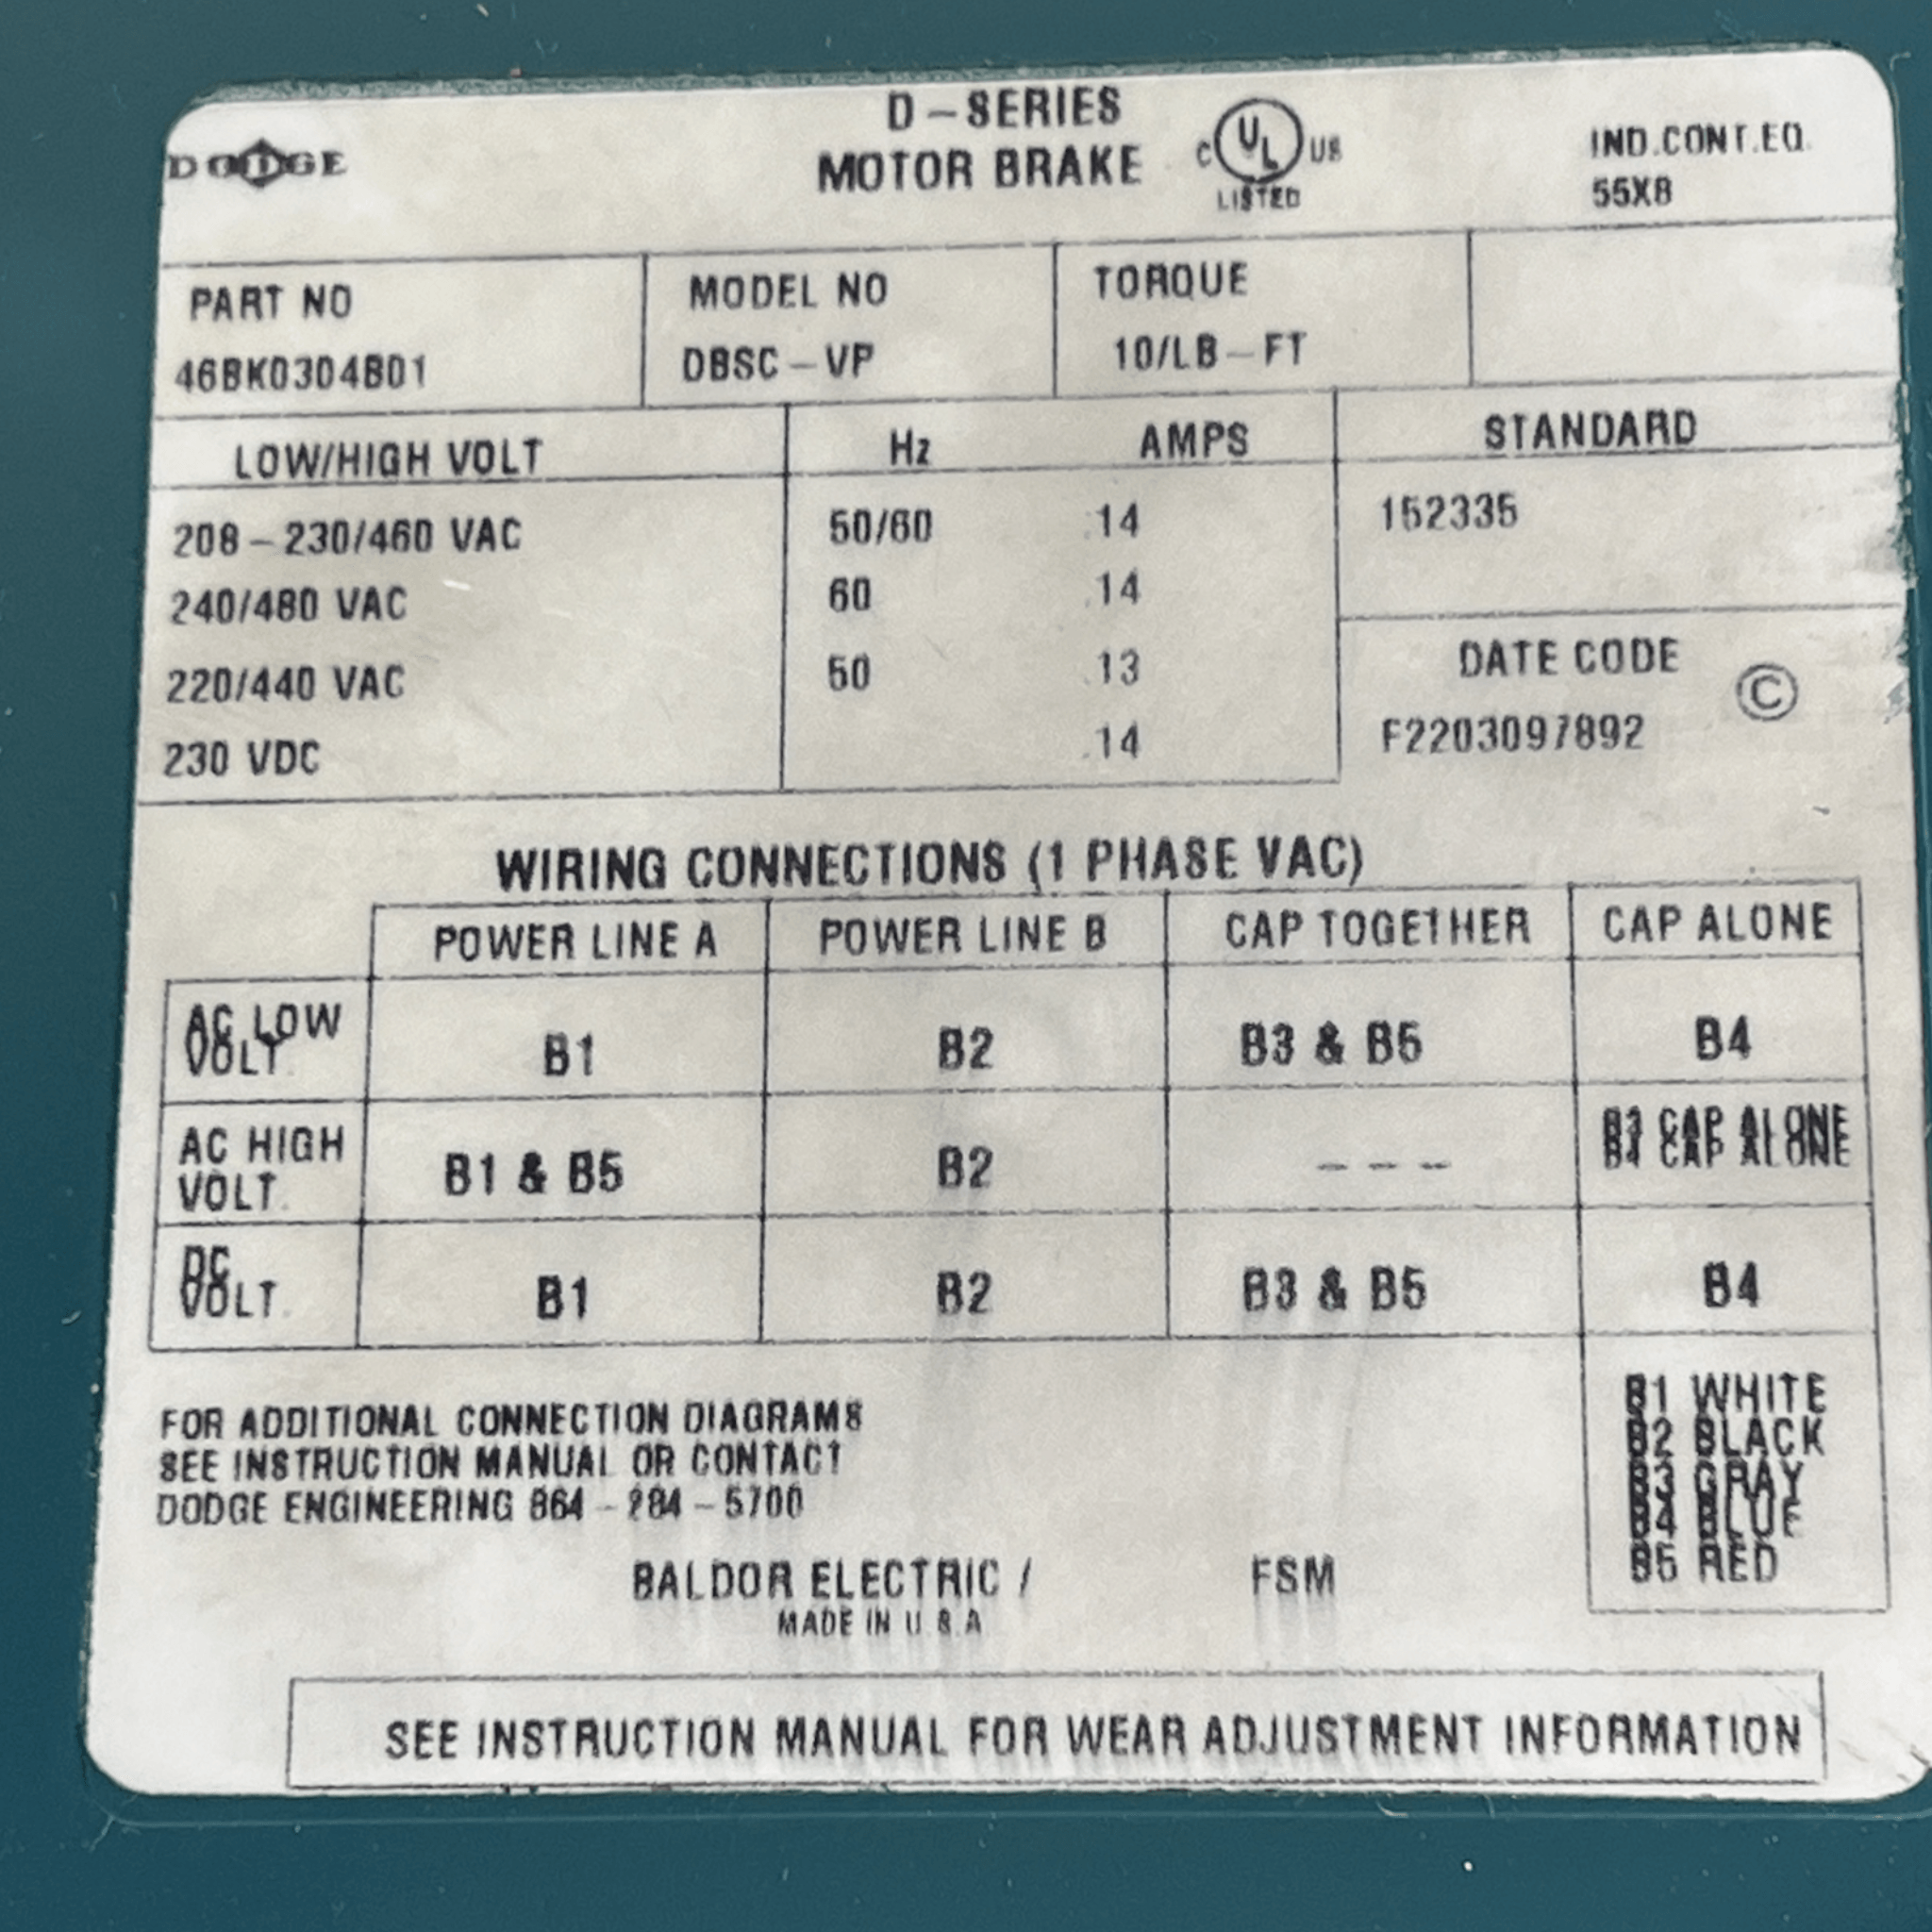 DODGE
D-SERIES
MOTOR BRAKE
C UL US
LISTED
IND.CONT.EQ.
55X8
PART NO
46BK0304B01
MODEL NO
DBSC-VP
TORQUE
10/LB-FT
LOW/HIGH VOLT Hz AMPS
208-230/460 VAC 50/60 .14
240/480 VAC 60 .14
220/440 VAC 50 .13
230 VDC .14
STANDARD
152335
DATE CODE
F2203097892
©
WIRING CONNECTIONS (1 PHASE VAC)
POWER LINE A POWER LINE B CAP TOGETHER CAP ALONE
AC LOW
VOLT.
B1 B2 B3 & B5 B4
AC HIGH
VOLT.
B1 & B5 B2 ---
B3 CAP ALONE
B4 CAP ALONE
DC
VOLT.
B1 B2 B3 & B5 B4
FOR ADDITIONAL CONNECTION DIAGRAMS
SEE INSTRUCTION MANUAL OR CONTACT
DODGE ENGINEERING 864-284-5700
B1 WHITE
B2 BLACK
B3 GRAY
B4 BLUE
B5 RED
BALDOR ELECTRIC / FSM
MADE IN U.S.A
SEE INSTRUCTION MANUAL FOR WEAR ADJUSTMENT INFORMATION